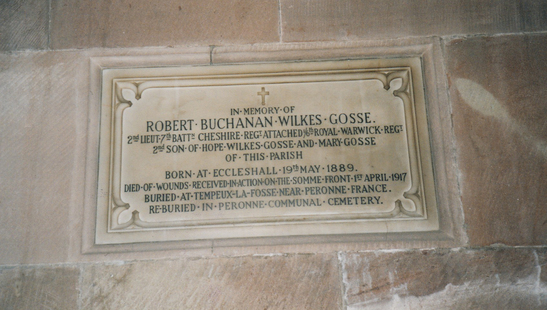 IN·MEMORY·OF
ROBERT·BUCHANAN·WILKES·GOSSE.
2ND LIEUT·7TH BATTN CHESHIRE·REGT ATTACHED ROYAL·WARWICK·REGT
2ND SON·OF·HOPE·WILKES·GOSSE·AND·MARY·GOSSE
OF·THIS·PARISH
BORN·AT·ECCLESHALL·19TH MAY·1889.
DIED·OF·WOUNDS·RECEIVED·IN·ACTION·ON·THE·SOMME·FRONT·1ST APRIL·1917
BURIED·AT·TEMPEUX·LA·FOSSE·NEAR·PERONNE·FRANCE.
RE·BURIED·IN·PERONNE·COMMUNAL·CEMETERY.